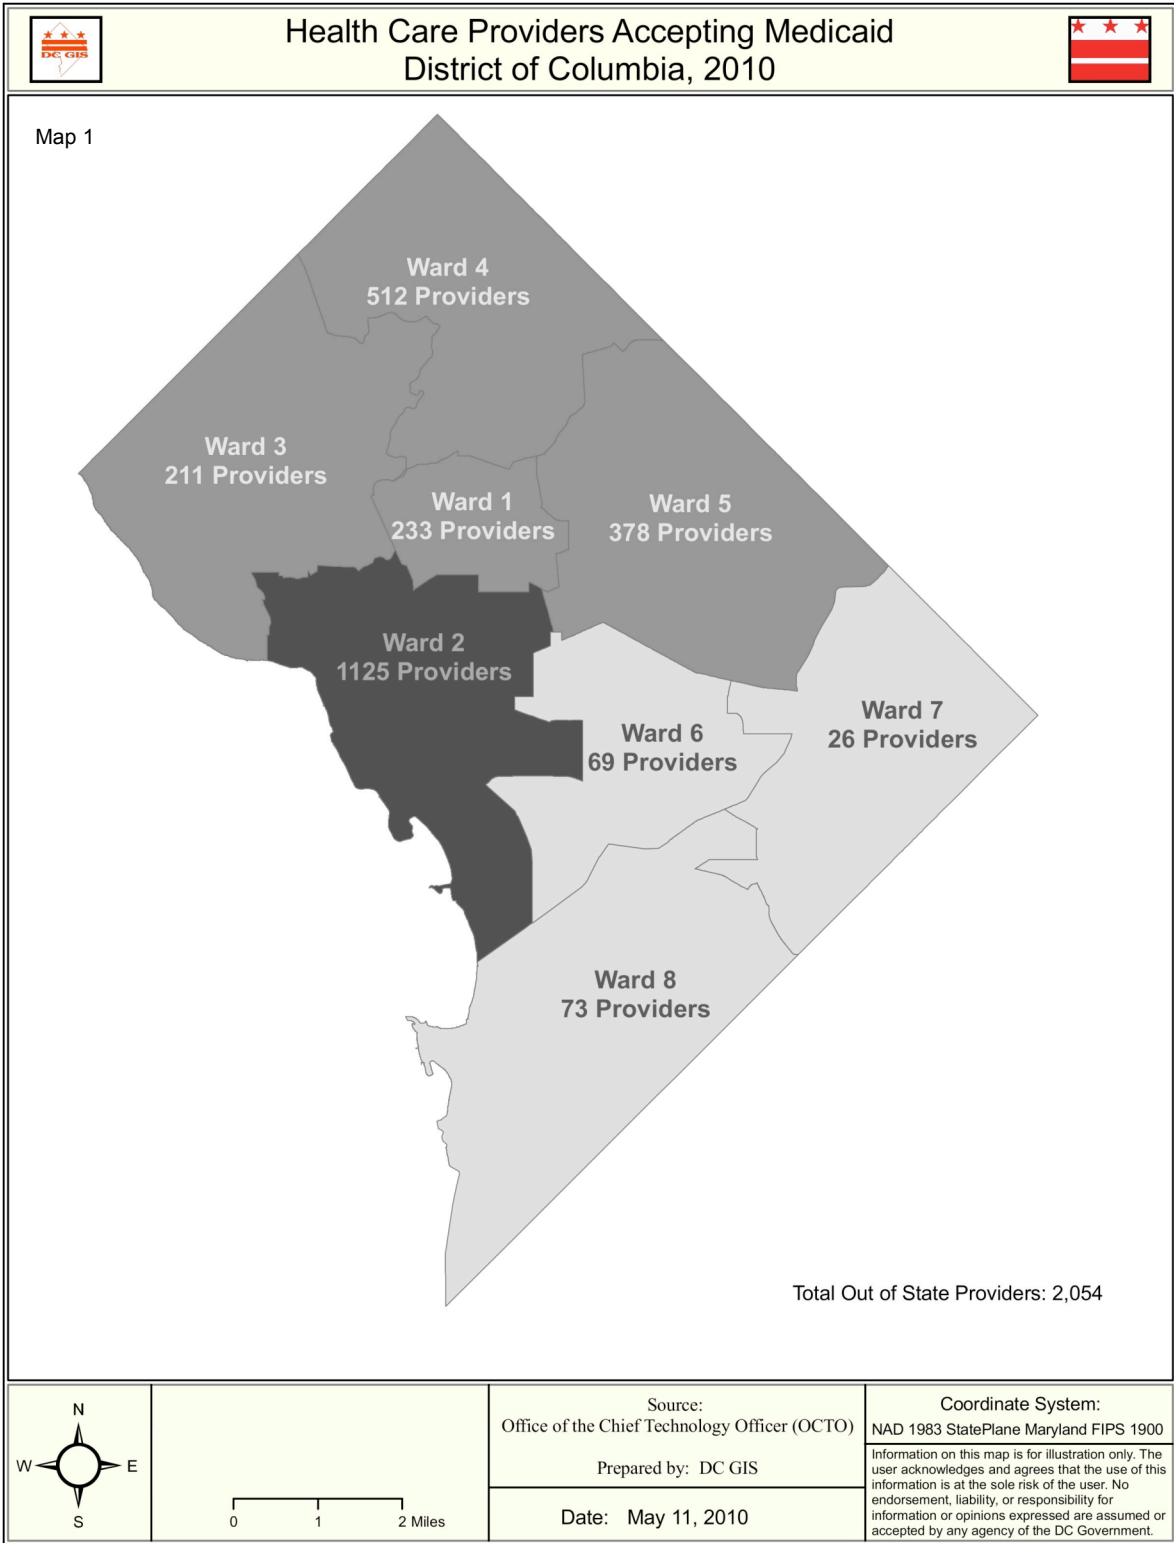 DC GIS
Health Care Providers Accepting Medicaid
District of Columbia, 2010
Map 1
Ward 4
512 Providers
Ward 3
211 Providers
Ward 1
233 Providers
Ward 5
378 Providers
Ward 2
1125 Providers
Ward 6
69 Providers
Ward 7
26 Providers
Ward 8
73 Providers
Total Out of State Providers: 2,054
N
W E
S
0 1 2 Miles
Source:
Office of the Chief Technology Officer (OCTO)
Prepared by: DC GIS
Date: May 11, 2010
Coordinate System:
NAD 1983 StatePlane Maryland FIPS 1900
Information on this map is for illustration only. The
user acknowledges and agrees that the use of this
information is at the sole risk of the user. No
endorsement, liability, or responsibility for
information or opinions expressed are assumed or
accepted by any agency of the DC Government.